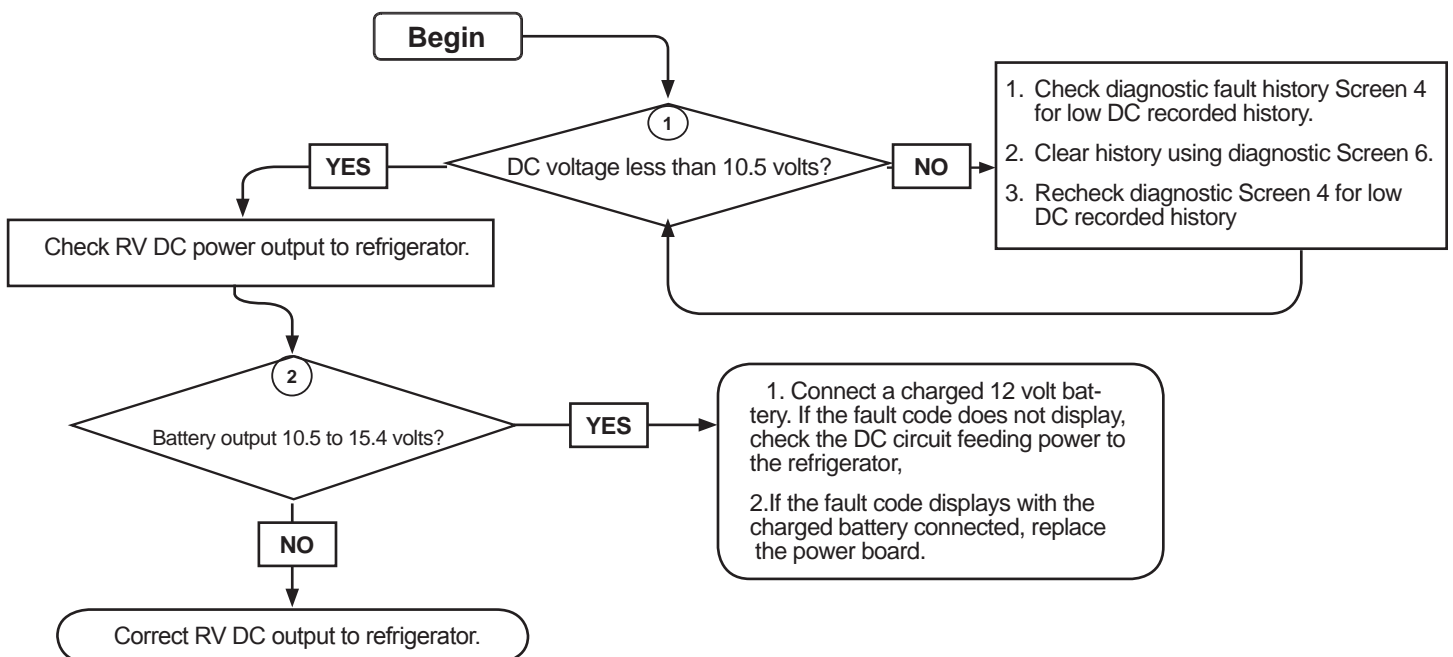 Begin
1
DC voltage less than 10.5 volts?
YES
NO
1. Check diagnostic fault history Screen 4
for low DC recorded history.
2. Clear history using diagnostic Screen 6.
3. Recheck diagnostic Screen 4 for low
DC recorded history
Check RV DC power output to refrigerator.
2
Battery output 10.5 to 15.4 volts?
YES
1. Connect a charged 12 volt bat-
tery. If the fault code does not display,
check the DC circuit feeding power to
the refrigerator,
2.If the fault code displays with the
charged battery connected, replace
the power board.
NO
Correct RV DC output to refrigerator.